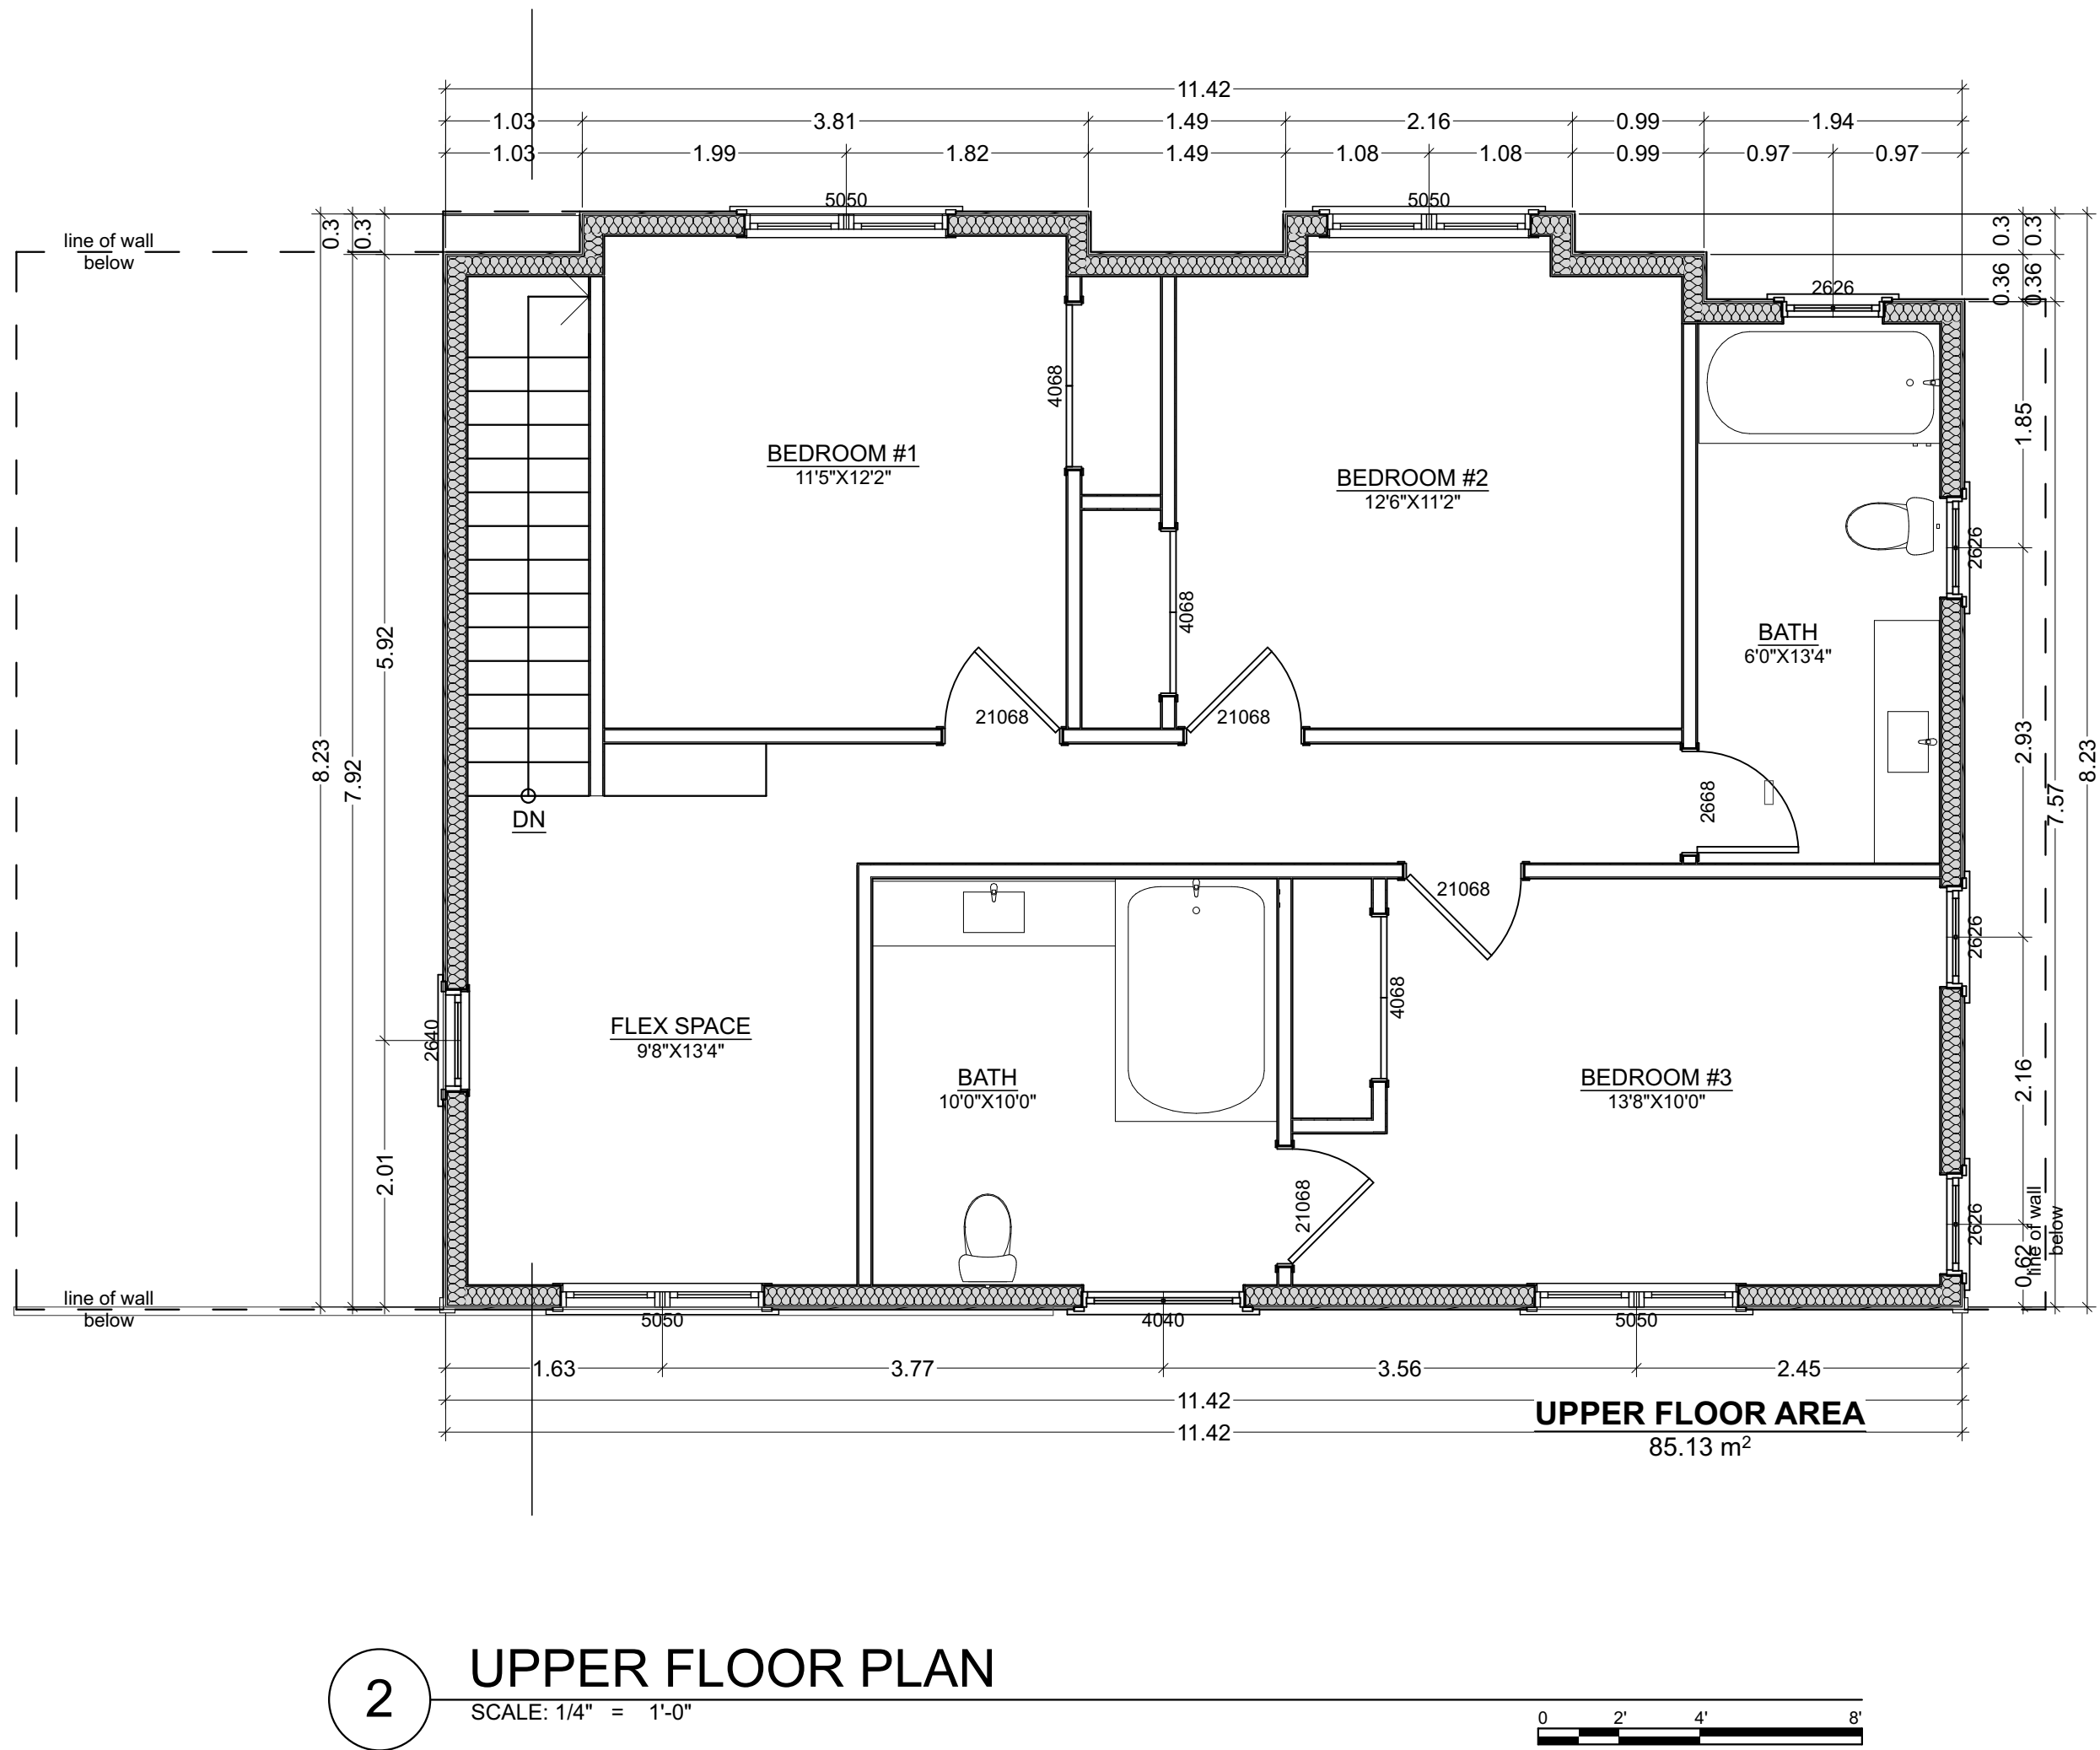 11.42
1.03 3.81 1.49 2.16 0.99 1.94
1.03 1.99 1.82 1.49 1.08 1.08 0.99 0.97 0.97
5050 5050
0.3 0.3 0.3 0.3
line of wall
below
0.36 0.36
2626
4068
1.85
BEDROOM #1
11'5"X12'2"
BEDROOM #2
12'6"X11'2"
2626
4068
BATH
6'0"X13'4"
5.92
21068 21068
8.23 7.92
2.93 7.57 8.23
2668
DN
21068
2626
4068
2640
FLEX SPACE
9'8"X13'4"
BATH
10'0"X10'0"
BEDROOM #3
13'8"X10'0"
2.16
2.01
21068
2626
line of wall
below
0.62
line of wall
below
5050 4040 5050
1.63 3.77 3.56 2.45
11.42
11.42
UPPER FLOOR AREA
85.13 m²
2
UPPER FLOOR PLAN
SCALE: 1/4" = 1'-0"
0 2' 4' 8'